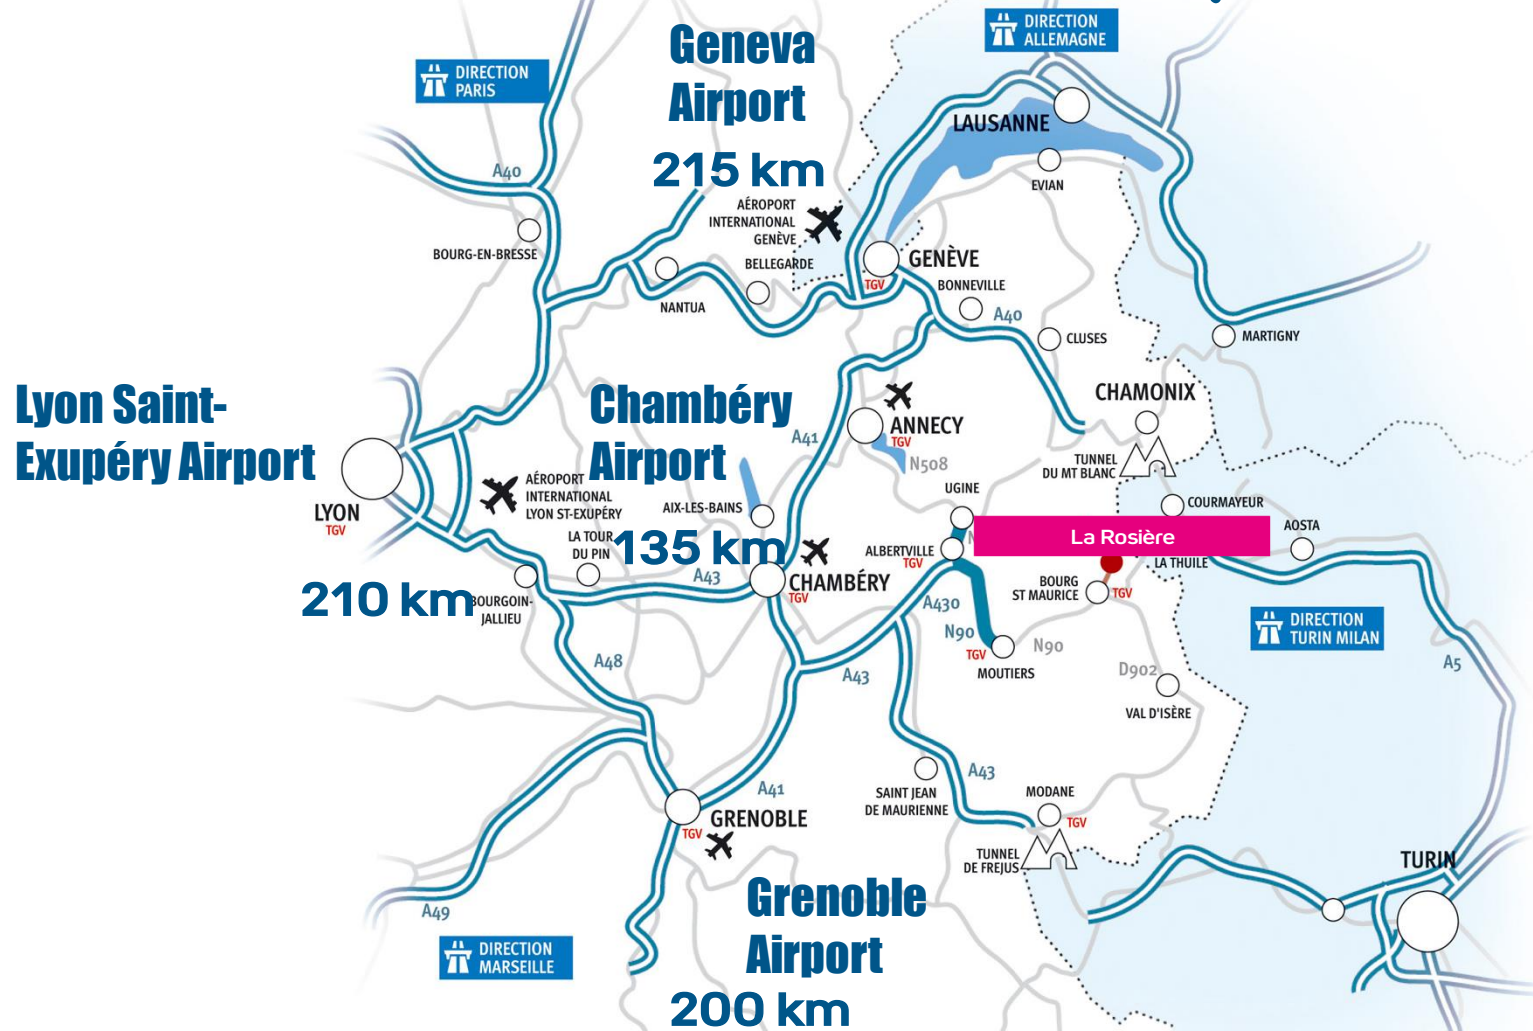 Geneva
Airport
215 km
DIRECTION
ALLEMAGNE
DIRECTION
PARIS
LAUSANNE
A40
EVIAN
AÉROPORT
INTERNATIONAL
GENÈVE
BOURG-EN-BRESSE
BELLEGARDE
GENÈVE
TGV
BONNEVILLE
NANTUA
A40
CLUSES
MARTIGNY
Lyon Saint-
Exupéry Airport
Chambéry
Airport
CHAMONIX
ANNECY
TGV
A41
N508
TUNNEL
DU MT BLANC
AÉROPORT
INTERNATIONAL
LYON ST-EXUPÉRY
UGINE
LYON
TGV
AIX-LES-BAINS
COURMAYEUR
AOSTA
LA TOUR
DU PIN
135 km
ALBERTVILLE
TGV
N
La Rosière
LA THUILE
210 km
BOURGOIN-
JALLIEU
A43
CHAMBÉRY
TGV
BOURG
ST MAURICE
TGV
A430
N90
DIRECTION
TURIN MILAN
A48
TGV
MOUTIERS
N90
A43
D902
A5
VAL D'ISÈRE
A43
SAINT JEAN
DE MAURIENNE
MODANE
TGV
A41
GRENOBLE
TGV
TUNNEL
DE FREJUS
TURIN
Grenoble
Airport
200 km
A49
DIRECTION
MARSEILLE